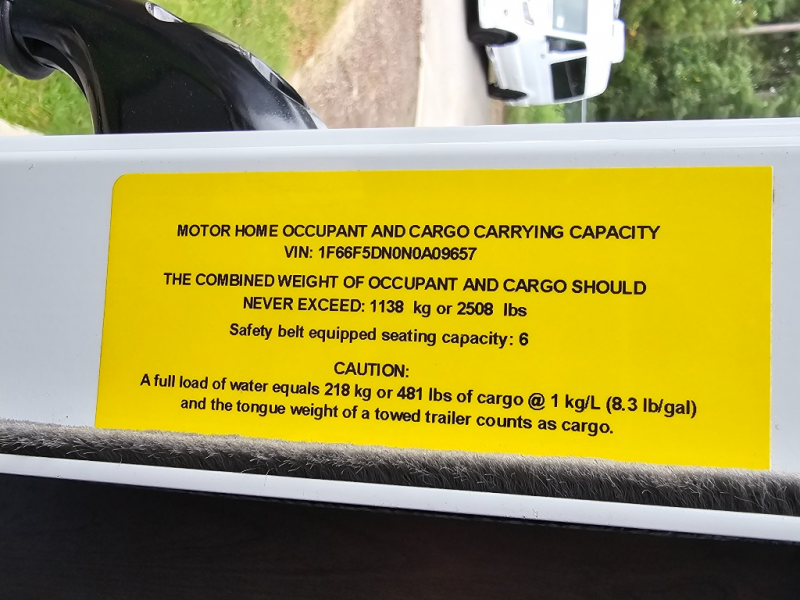 MOTOR HOME OCCUPANT AND CARGO CARRYING CAPACITY
VIN: 1F66F5DN0N0A09657
THE COMBINED WEIGHT OF OCCUPANT AND CARGO SHOULD
NEVER EXCEED: 1138 kg or 2508 lbs
Safety belt equipped seating capacity: 6
CAUTION:
A full load of water equals 218 kg or 481 lbs of cargo @ 1 kg/L (8.3 lb/gal)
and the tongue weight of a towed trailer counts as cargo.